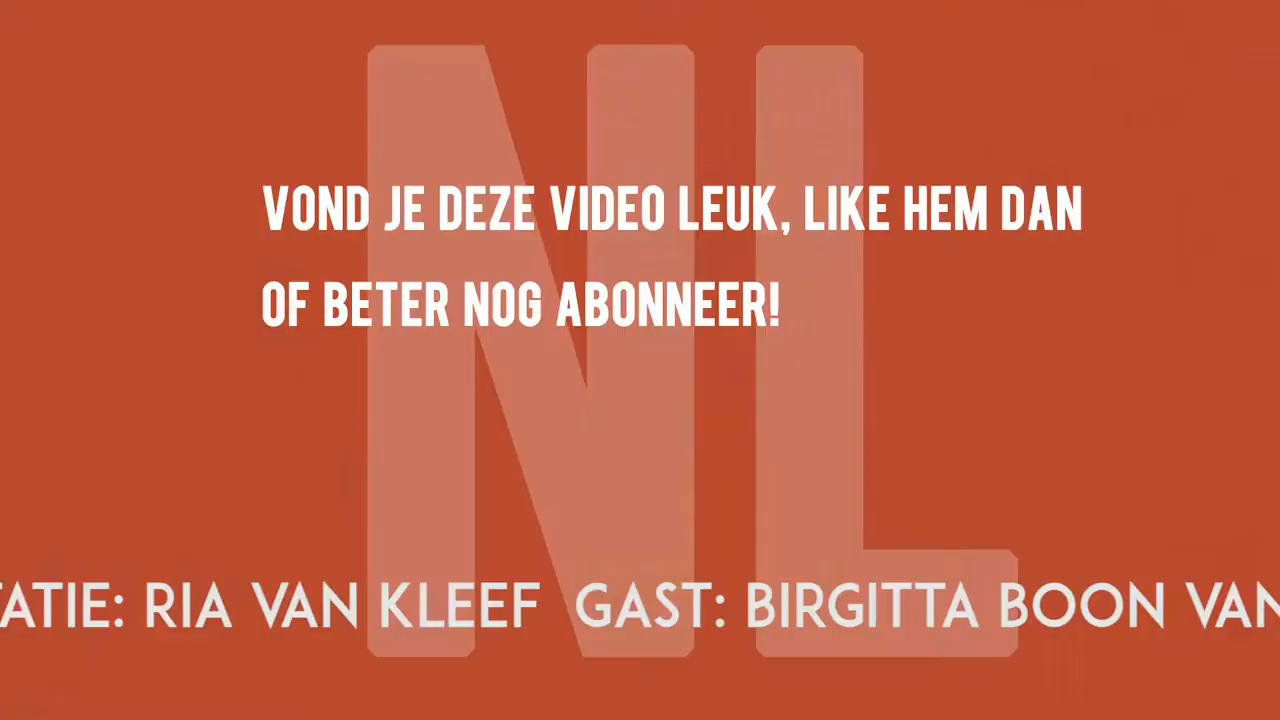 NL
VOND JE DEZE VIDEO LEUK, LIKE HEM DAN
OF BETER NOG ABONNEER!
TATIE: RIA VAN KLEEF GAST: BIRGITTA BOON VAN